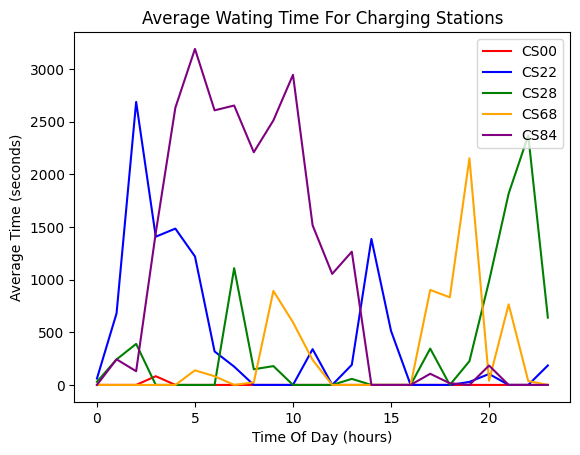 Average Wating Time For Charging Stations
CS00
CS22
CS28
CS68
CS84
Average Time (seconds)
3000
2500
2000
1500
1000
500
0
0 5 10 15 20
Time Of Day (hours)